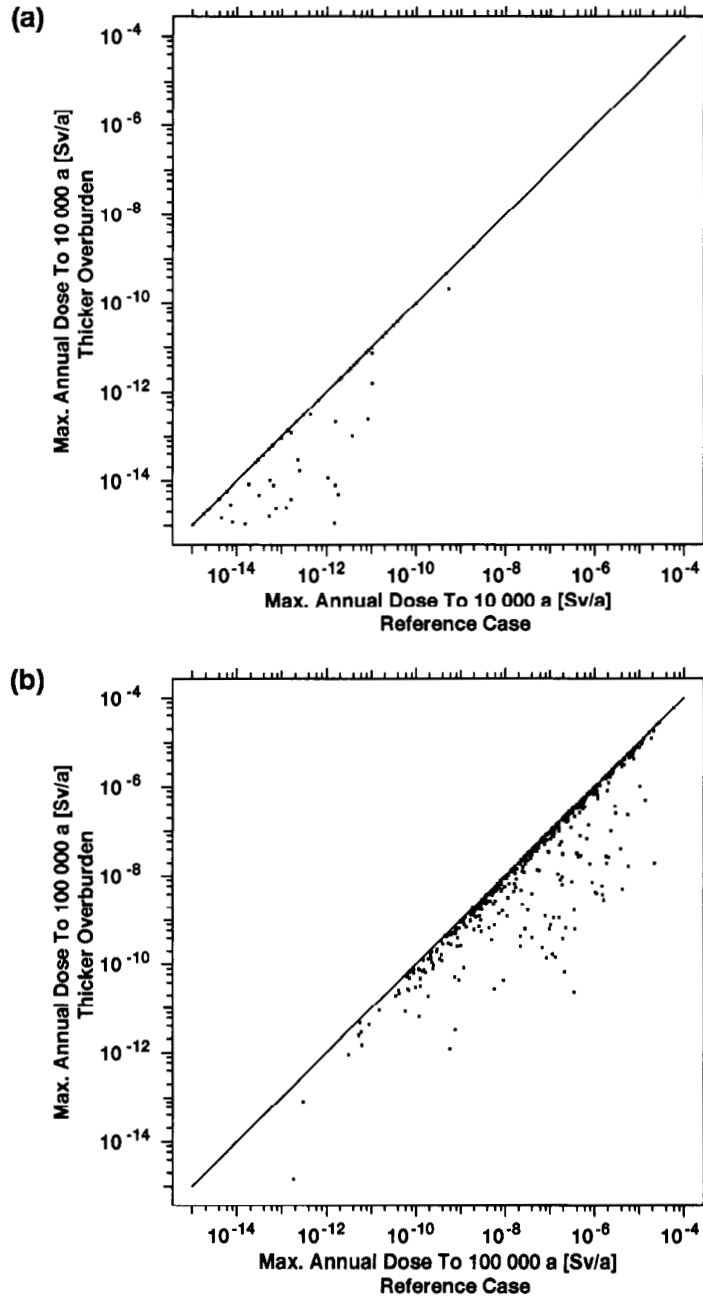 (a)
Max. Annual Dose To 10 000 a [Sv/a]
Thicker Overburden
10⁻⁴
10⁻⁶
10⁻⁸
10⁻¹⁰
10⁻¹²
10⁻¹⁴
10⁻¹⁴ 10⁻¹² 10⁻¹⁰ 10⁻⁸ 10⁻⁶ 10⁻⁴
Max. Annual Dose To 10 000 a [Sv/a]
Reference Case
(b)
Max. Annual Dose To 100 000 a [Sv/a]
Thicker Overburden
10⁻⁴
10⁻⁶
10⁻⁸
10⁻¹⁰
10⁻¹²
10⁻¹⁴
10⁻¹⁴ 10⁻¹² 10⁻¹⁰ 10⁻⁸ 10⁻⁶ 10⁻⁴
Max. Annual Dose To 100 000 a [Sv/a]
Reference Case